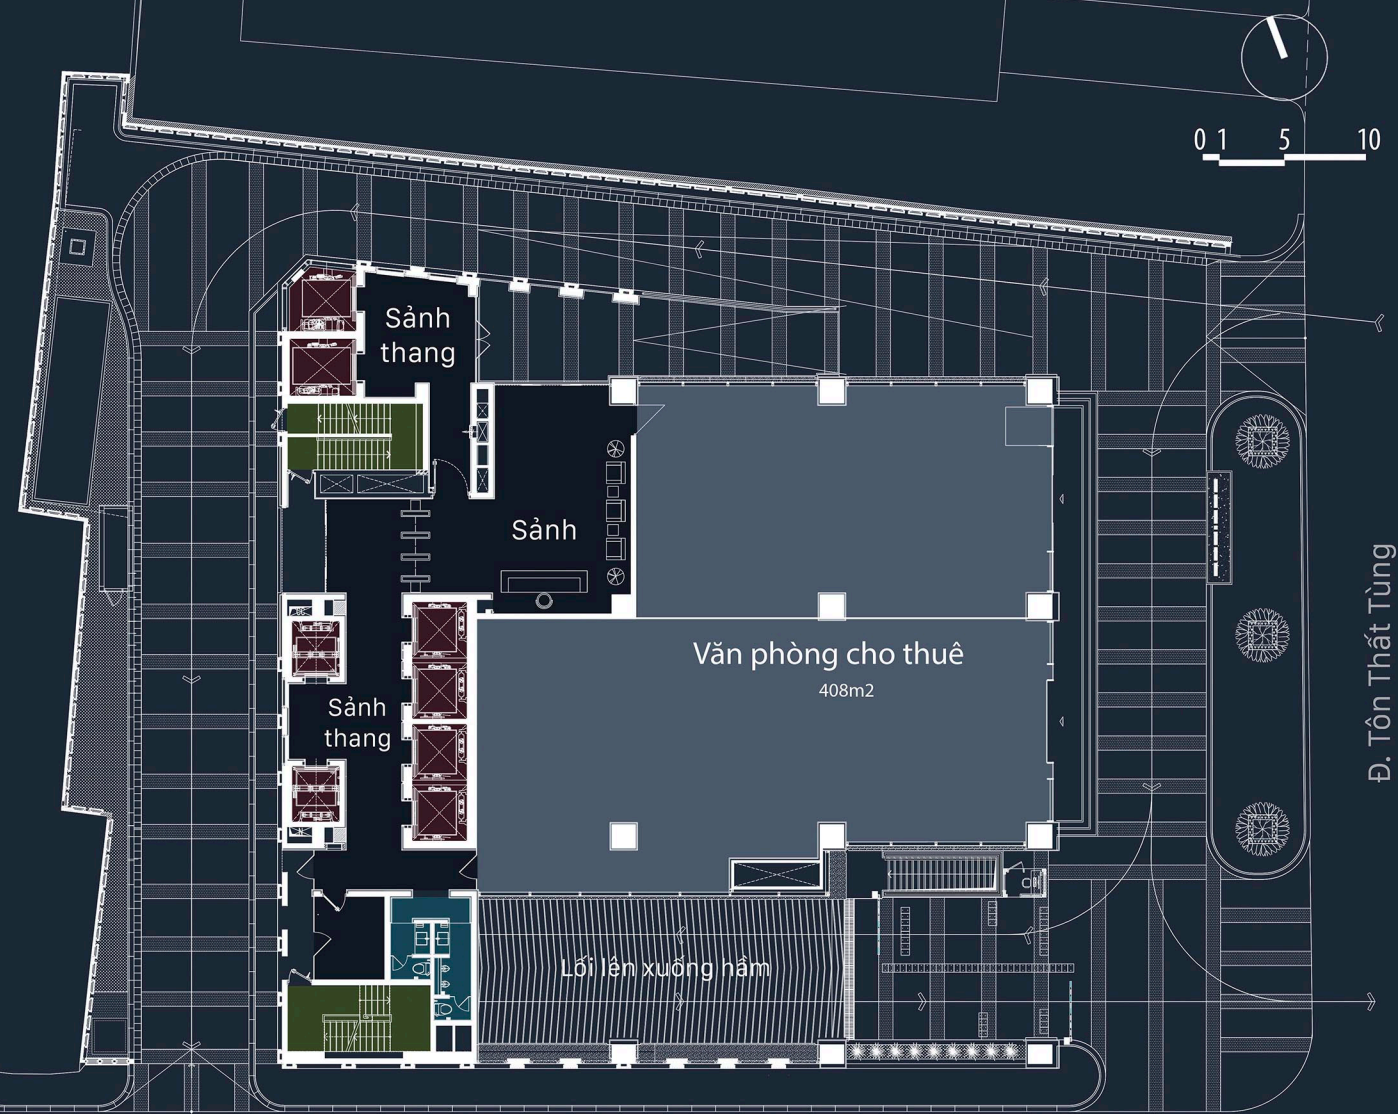 0 1 5 10
Sảnh
thang
Sảnh
Văn phòng cho thuê
408m2
Sảnh
thang
Lối lên xuống hầm
Đ. Tôn Thất Tùng